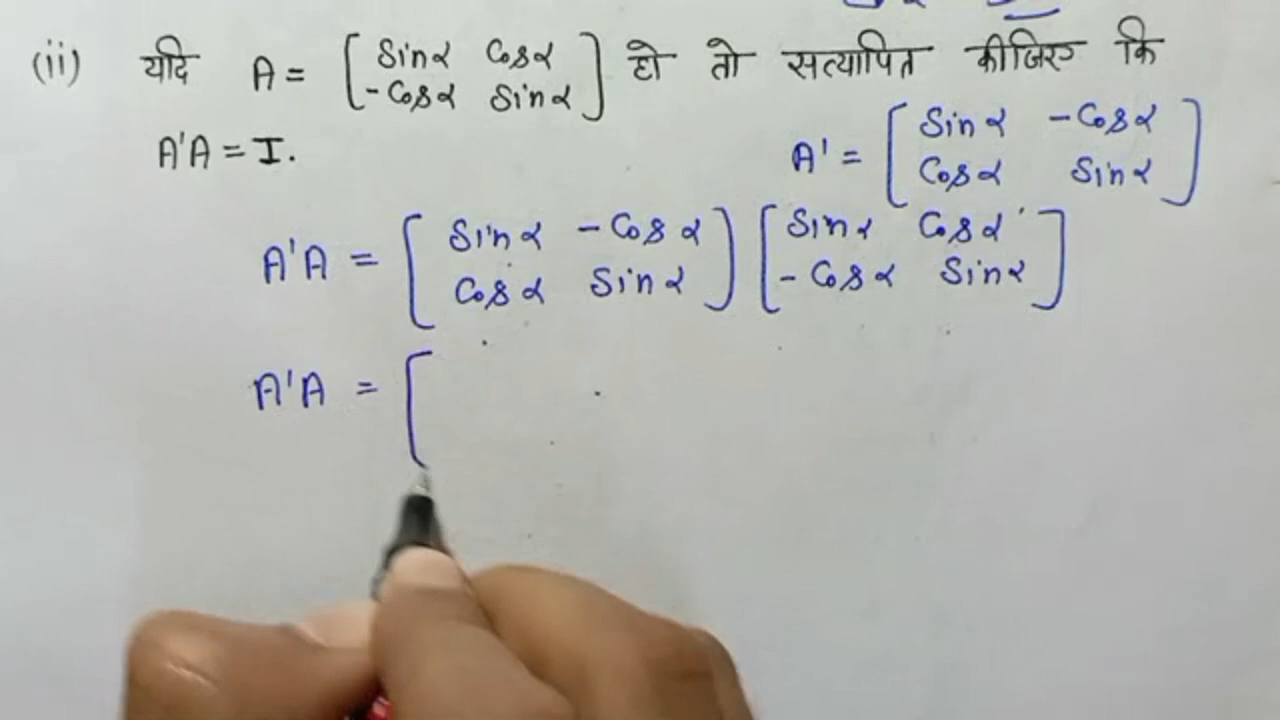 (ii) यदि A = [ Sinα Cosα
-Cosα Sinα ] हो तो सत्यापित कीजिए कि
A'A = I.
A' = [ Sinα -Cosα
Cosα Sinα ]
A'A = [ Sinα -Cosα
Cosα Sinα ] [ Sinα Cosα
-Cosα Sinα ]
A'A = [